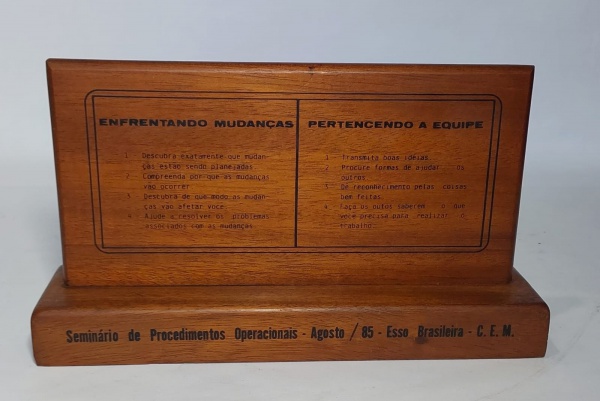 ENFRENTANDO MUDANÇAS
1 Descubra exatamente que mudan-
ças estão sendo planejadas.
2 Compreenda por que as mudanças
vão ocorrer
3 Descubra de que modo as mudan-
ças vão afetar você.
4 Ajude a resolver os problemas
associados com as mudanças
PERTENCENDO A EQUIPE
1 Transmita boas idéias.
2 Procure formas de ajudar os
outros
3 Dê reconhecimento pelas coisas
bem feitas.
4 Faça os outos saberem o que
você precisa para realizar o
trabalho.
Seminário de Procedimentos Operacionais - Agosto / 85 - Esso Brasileira - C. E. M.